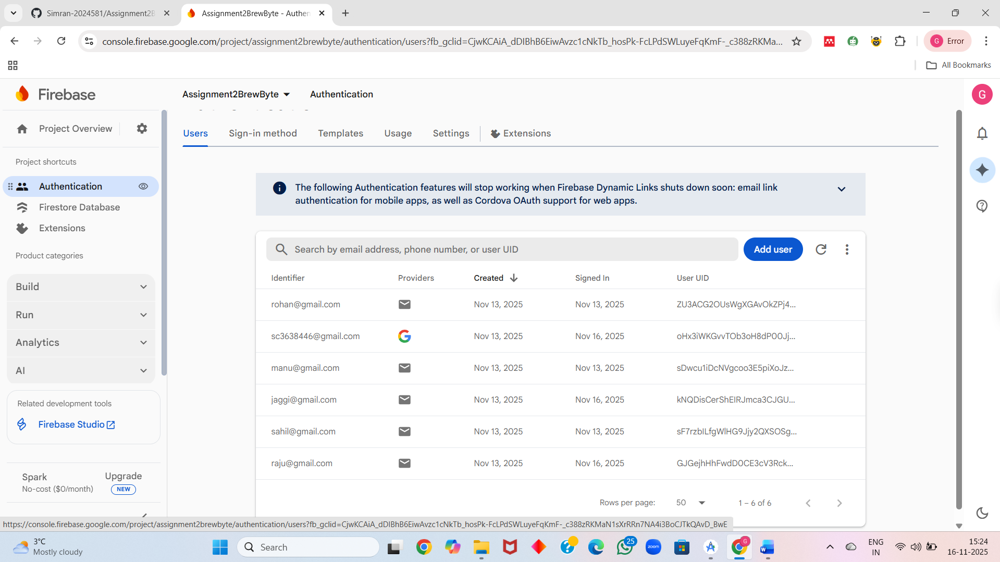 Simran-2024581/Assignment2B
Assignment2BrewByte - Authen
console.firebase.google.com/project/assignment2brewbyte/authentication/users?fb_gclid=CjwKCAiA_dDIBhB6EiwAvzc1cNkTb_hosPk-FcLPdSWLuyeFqKmF-_c388zRKMa...
G Error
All Bookmarks
Firebase
Assignment2BrewByte
Authentication
G
Project Overview
Users
Sign-in method
Templates
Usage
Settings
Extensions
Project shortcuts
Authentication
Firestore Database
Extensions
Product categories
Build
Run
Analytics
AI
Related development tools
Firebase Studio
Spark
No-cost ($0/month)
Upgrade
NEW
The following Authentication features will stop working when Firebase Dynamic Links shuts down soon: email link
authentication for mobile apps, as well as Cordova OAuth support for web apps.
Search by email address, phone number, or user UID
Add user
Identifier Providers Created Signed In User UID
rohan@gmail.com Nov 13, 2025 Nov 13, 2025 ZU3ACG2OUsWgXGAvOkZPj4...
sc3638446@gmail.com Nov 13, 2025 Nov 16, 2025 oHx3iWKGvvTOb3oH8dP00Jj...
manu@gmail.com Nov 13, 2025 Nov 13, 2025 sDwcu1iDcNVgcoo3E5piXoJz...
jaggi@gmail.com Nov 13, 2025 Nov 16, 2025 kNQDisCerShEIRJmca3CJGU...
sahil@gmail.com Nov 13, 2025 Nov 13, 2025 sF7rzbILfgWlHG9Jjy2QXSOSg...
raju@gmail.com Nov 13, 2025 Nov 16, 2025 GJGejhHhFwdD0CE3cV3Rck...
Rows per page: 50 1 – 6 of 6
https://console.firebase.google.com/project/assignment2brewbyte/authentication/users?fb_gclid=CjwKCAiA_dDIBhB6EiwAvzc1cNkTb_hosPk-FcLPdSWLuyeFqKmF-_c388zRKMaN1sXrRRn7NA4i3BoCJTkQAvD_BwE
3°C
Mostly cloudy
Search
25
zoom
G
W
ENG
IN
15:24
16-11-2025